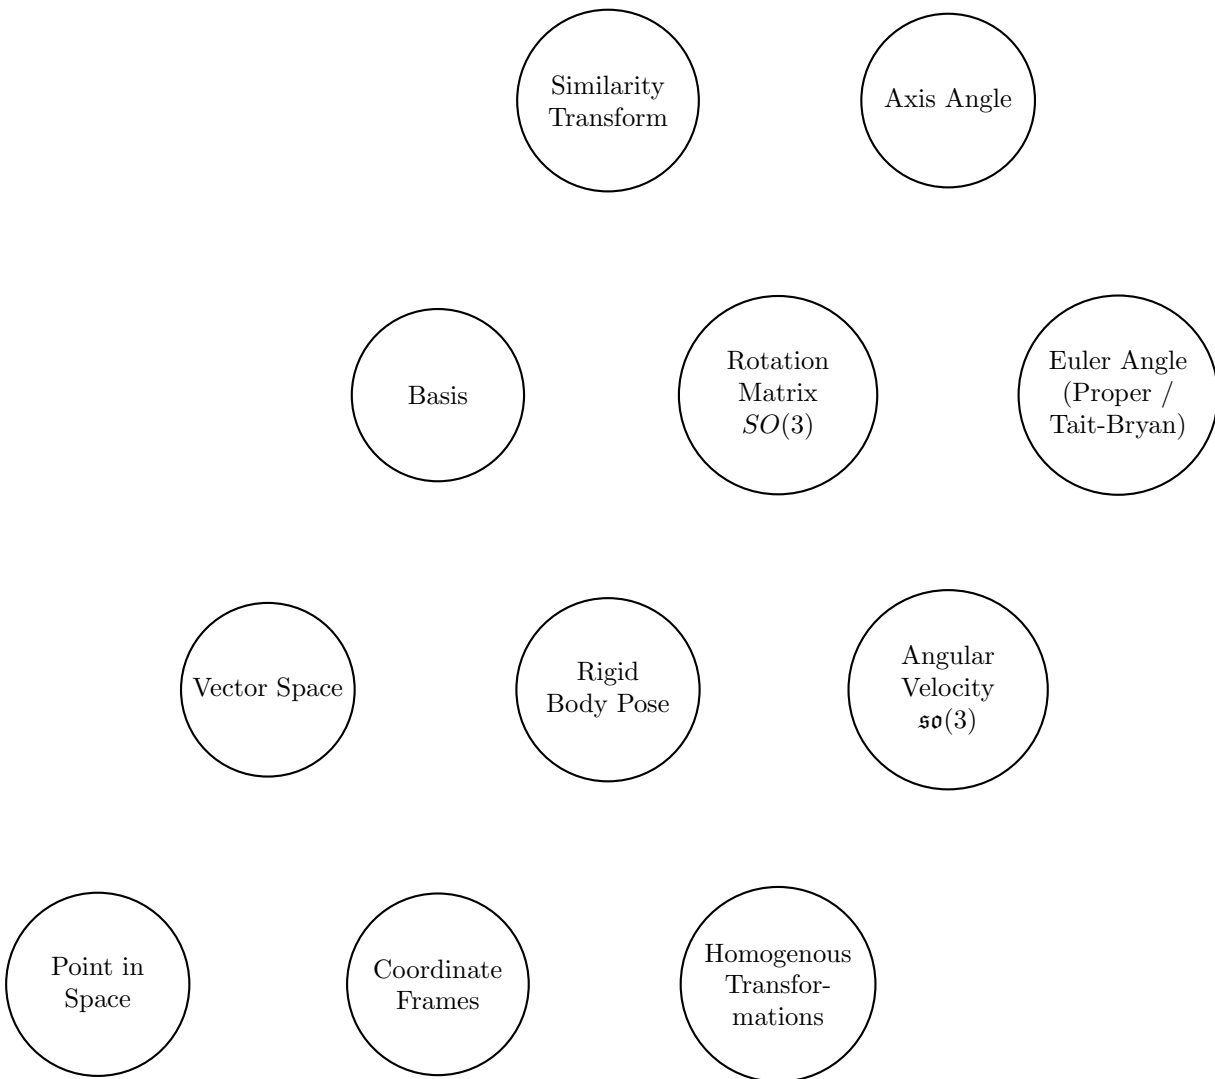 Similarity
Transform
Axis Angle
Basis
Rotation
Matrix
SO(3)
Euler Angle
(Proper /
Tait-Bryan)
Vector Space
Rigid
Body Pose
Angular
Velocity
𝔰𝔬(3)
Point in
Space
Coordinate
Frames
Homogenous
Transfor-
mations